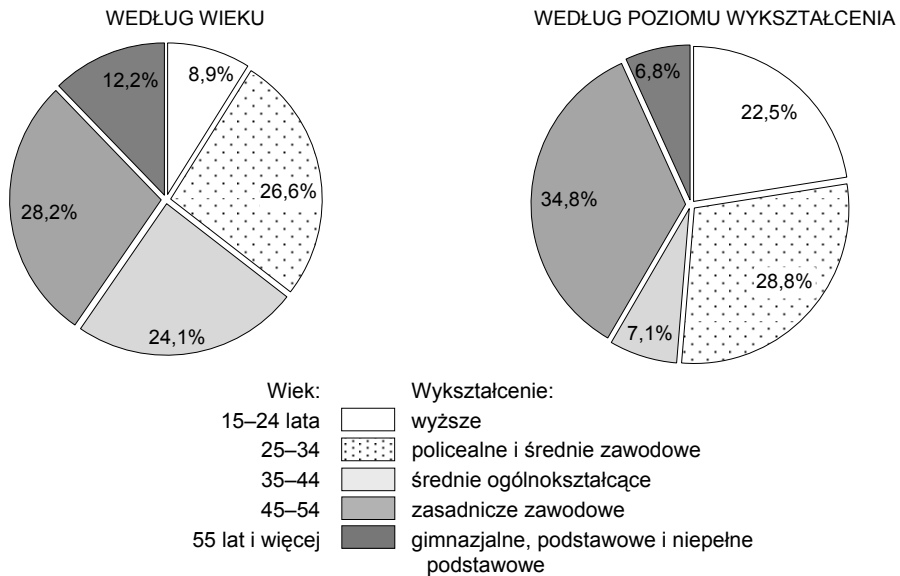 WEDŁUG WIEKU
WEDŁUG POZIOMU WYKSZTAŁCENIA
12,2%
8,9%
26,6%
28,2%
24,1%
6,8%
22,5%
34,8%
28,8%
7,1%
Wiek: Wykształcenie:
15–24 lata wyższe
25–34 policealne i średnie zawodowe
35–44 średnie ogólnokształcące
45–54 zasadnicze zawodowe
55 lat i więcej gimnazjalne, podstawowe i niepełne
podstawowe